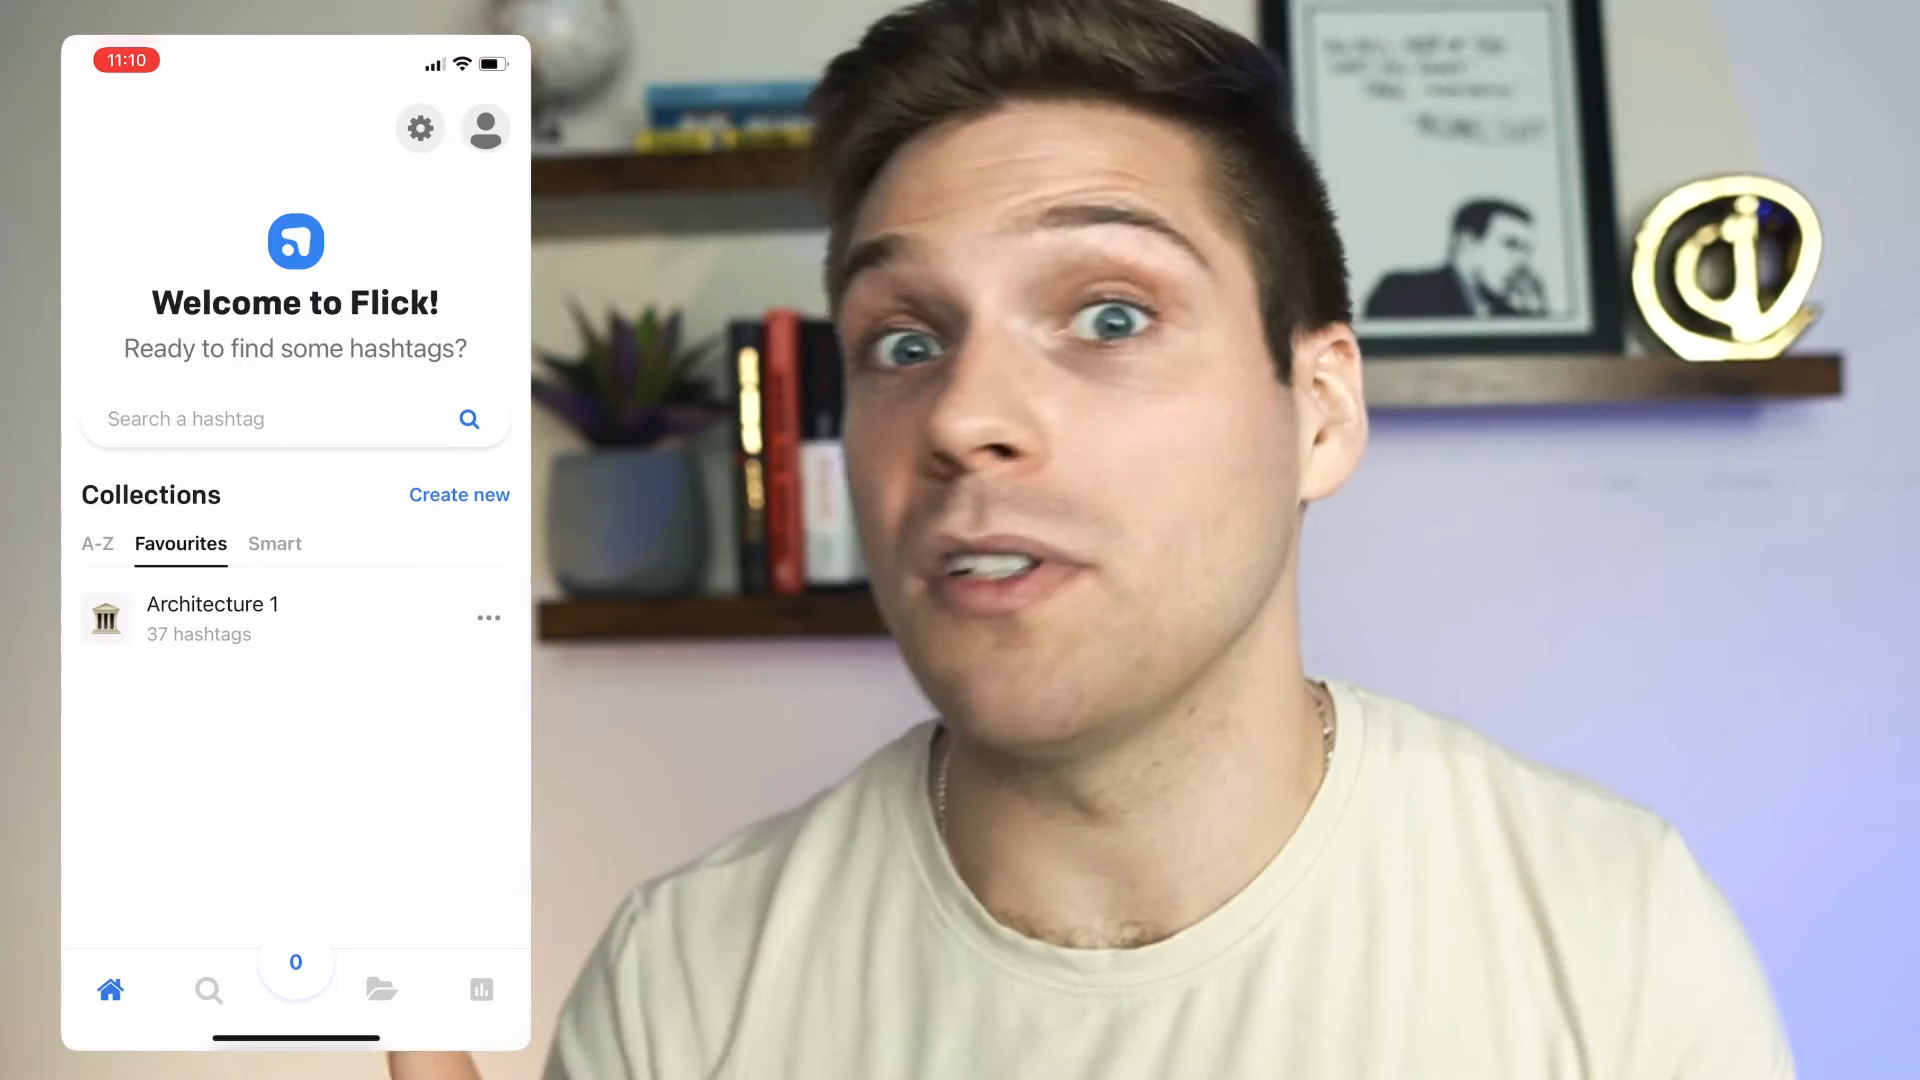 11:10
Welcome to Flick!
Ready to find some hashtags?
Search a hashtag
Collections
Create new
A-Z Favourites Smart
Architecture 1
37 hashtags
0